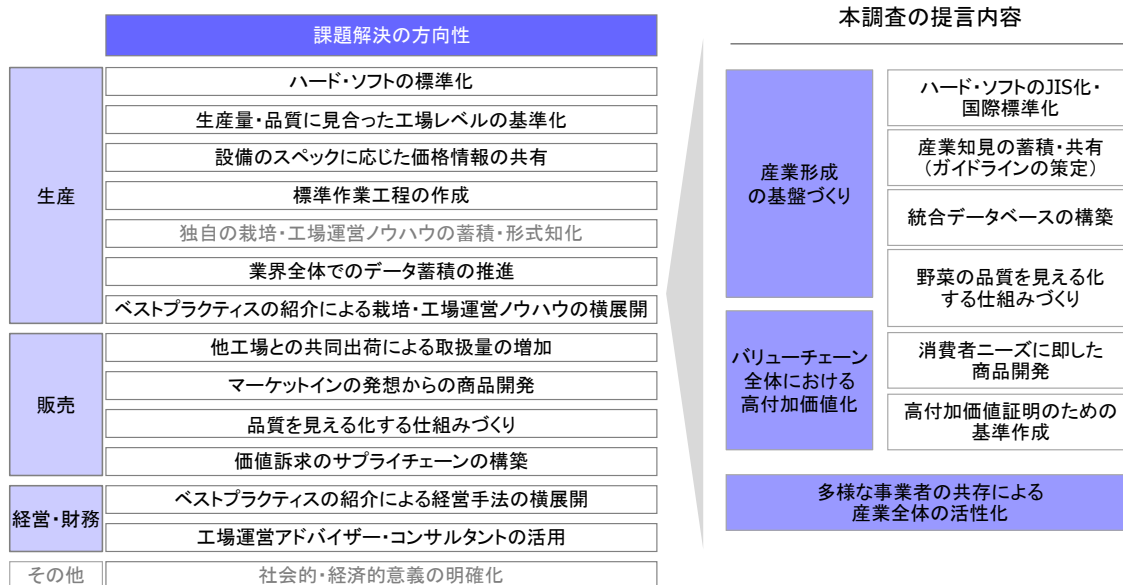 課題解決の方向性
生産
ハード・ソフトの標準化
生産量・品質に見合った工場レベルの基準化
設備のスペックに応じた価格情報の共有
標準作業工程の作成
独自の栽培・工場運営ノウハウの蓄積・形式知化
業界全体でのデータ蓄積の推進
ベストプラクティスの紹介による栽培・工場運営ノウハウの横展開
販売
他工場との共同出荷による取扱量の増加
マーケットインの発想からの商品開発
品質を見える化する仕組みづくり
価値訴求のサプライチェーンの構築
経営・財務
ベストプラクティスの紹介による経営手法の横展開
工場運営アドバイザー・コンサルタントの活用
その他
社会的・経済的意義の明確化
本調査の提言内容
産業形成
の基盤づくり
ハード・ソフトのJIS化・
国際標準化
産業知見の蓄積・共有
(ガイドラインの策定)
統合データベースの構築
野菜の品質を見える化
する仕組みづくり
バリューチェーン
全体における
高付加価値化
消費者ニーズに即した
商品開発
高付加価値証明のための
基準作成
多様な事業者の共存による
産業全体の活性化